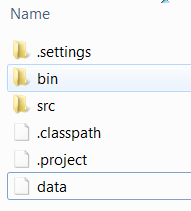 Name
.settings
bin
src
.classpath
.project
data